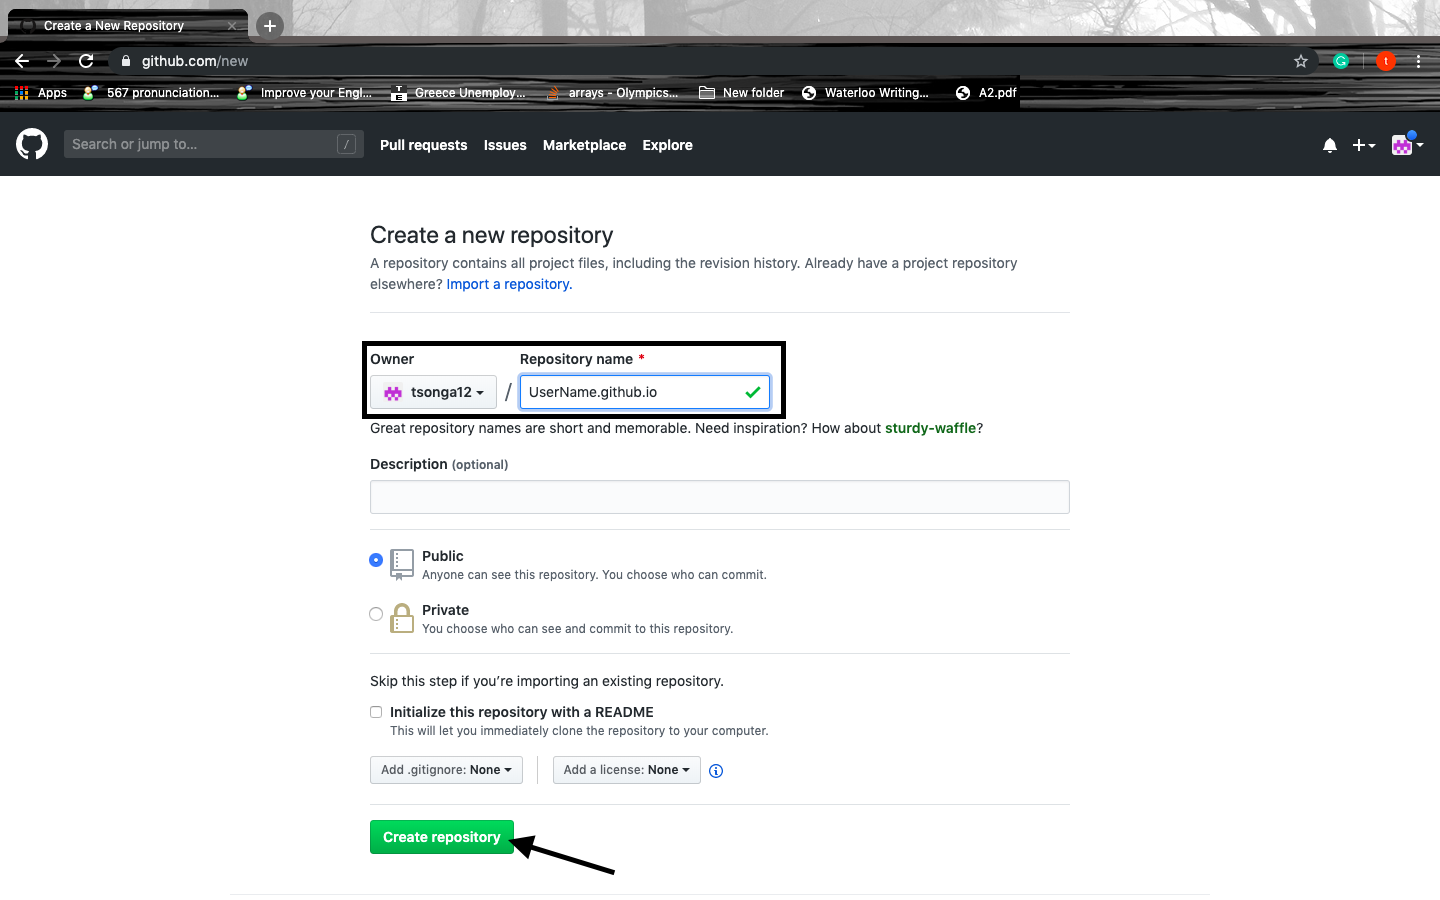 Create a New Repository
github.com/new
Apps 567 pronunciation... Improve your Engl... Greece Unemploy... arrays - Olympics... New folder Waterloo Writing... A2.pdf
Search or jump to... / Pull requests Issues Marketplace Explore
Create a new repository
A repository contains all project files, including the revision history. Already have a project repository
elsewhere? Import a repository.
Owner Repository name *
tsonga12 / UserName.github.io
Great repository names are short and memorable. Need inspiration? How about sturdy-waffle?
Description (optional)
Public
Anyone can see this repository. You choose who can commit.
Private
You choose who can see and commit to this repository.
Skip this step if you’re importing an existing repository.
Initialize this repository with a README
This will let you immediately clone the repository to your computer.
Add .gitignore: None Add a license: None
Create repository